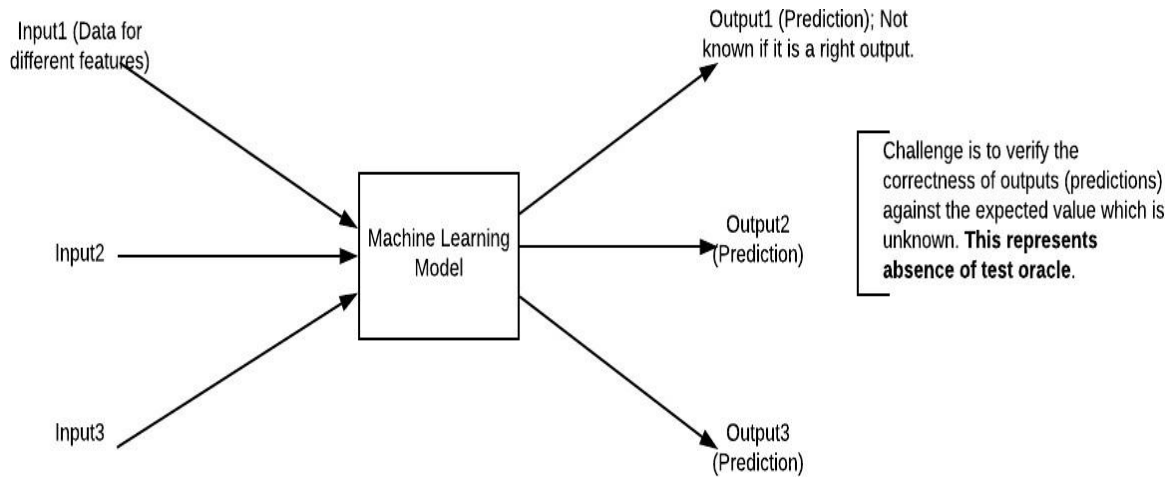 Input1 (Data for
different features)
Output1 (Prediction); Not
known if it is a right output.
Challenge is to verify the
correctness of outputs (predictions)
against the expected value which is
unknown. This represents
absence of test oracle.
Machine Learning
Model
Input2
Output2
(Prediction)
Input3
Output3
(Prediction)